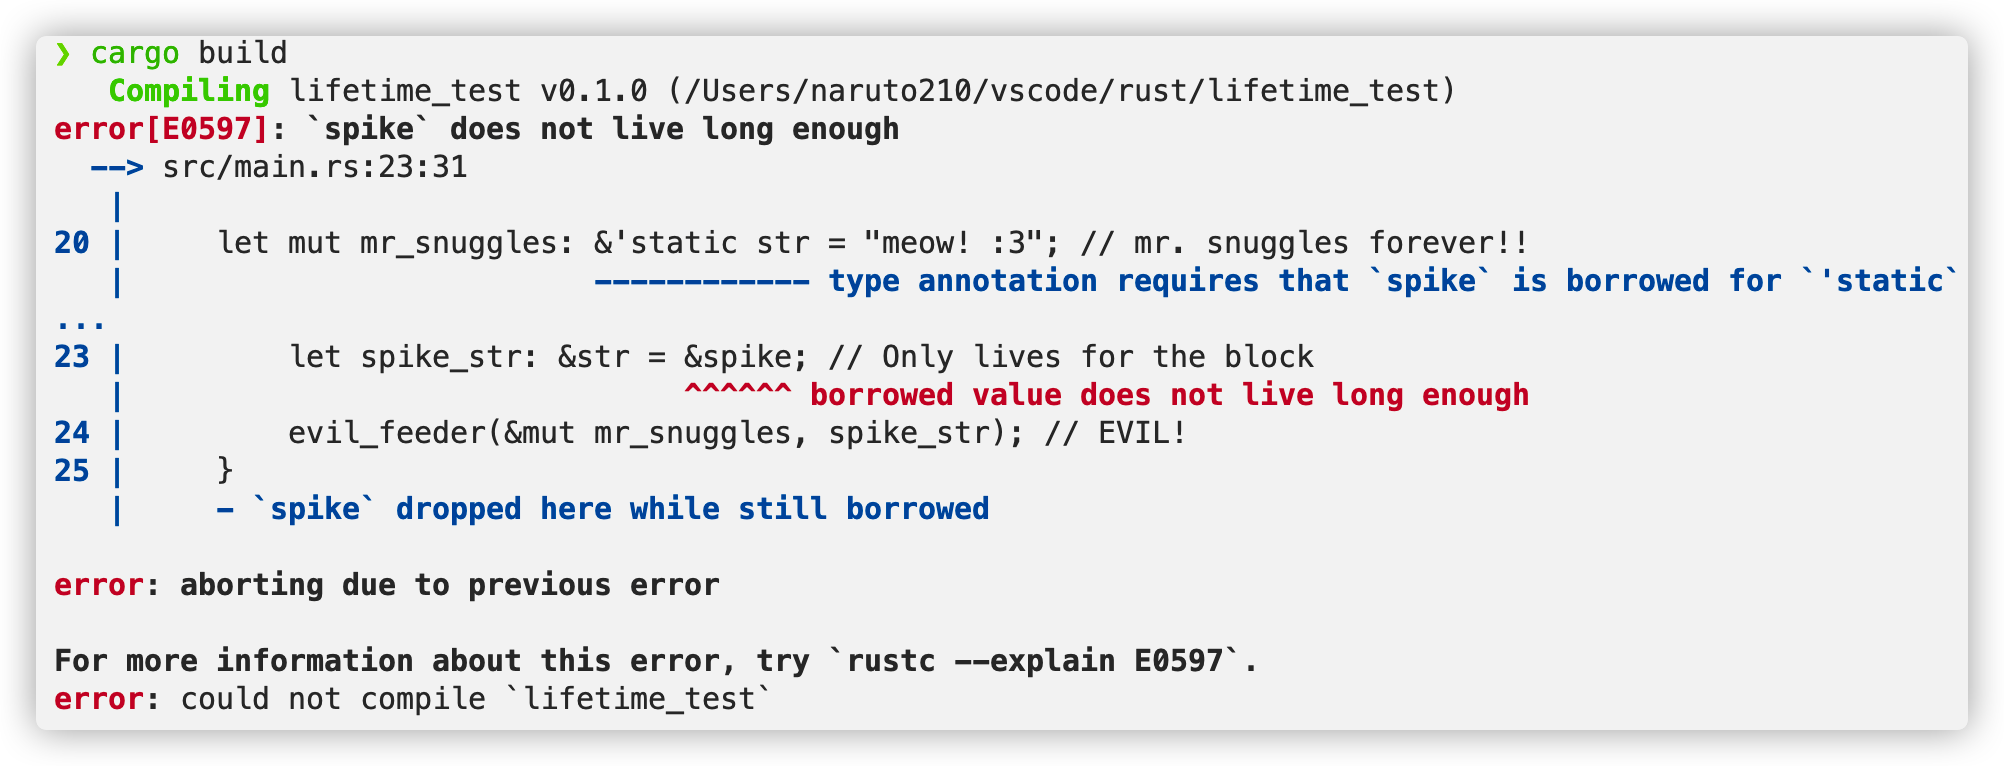 ❯ cargo build
   Compiling lifetime_test v0.1.0 (/Users/naruto210/vscode/rust/lifetime_test)
error[E0597]: `spike` does not live long enough
  --> src/main.rs:23:31
   |
20 |     let mut mr_snuggles: &'static str = "meow! :3"; // mr. snuggles forever!!
   |                          ------------ type annotation requires that `spike` is borrowed for `'static`
...
23 |         let spike_str: &str = &spike; // Only lives for the block
   |                               ^^^^^^ borrowed value does not live long enough
24 |         evil_feeder(&mut mr_snuggles, spike_str); // EVIL!
25 |     }
   |     - `spike` dropped here while still borrowed

error: aborting due to previous error

For more information about this error, try `rustc --explain E0597`.
error: could not compile `lifetime_test`